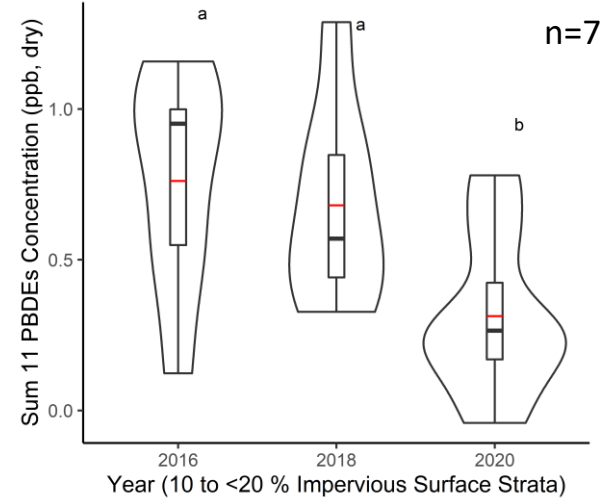 a
a
n=7
b
Sum 11 PBDEs Concentration (ppb, dry)
1.0
0.5
0.0
2016 2018 2020
Year (10 to <20 % Impervious Surface Strata)